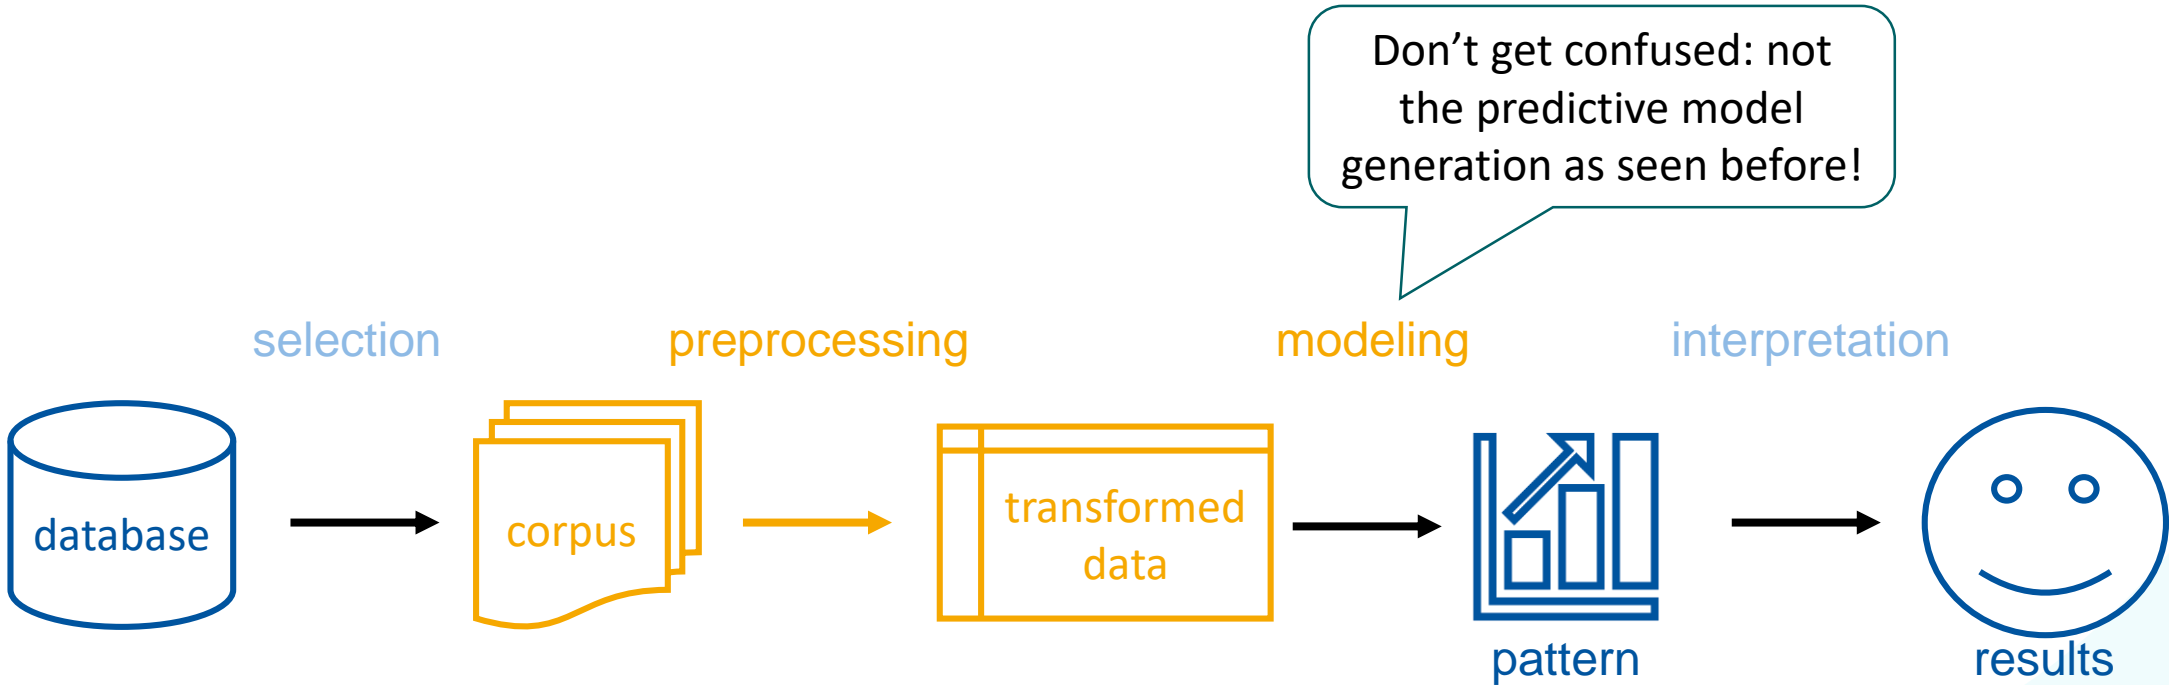 Don’t get confused: not
the predictive model
generation as seen before!
selection
preprocessing
modeling
interpretation
database
corpus
transformed
data
pattern
results